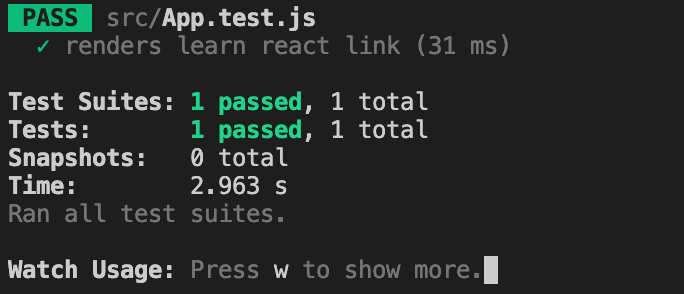 PASS src/App.test.js
✓ renders learn react link (31 ms)
Test Suites: 1 passed, 1 total
Tests: 1 passed, 1 total
Snapshots: 0 total
Time: 2.963 s
Ran all test suites.
Watch Usage: Press w to show more.